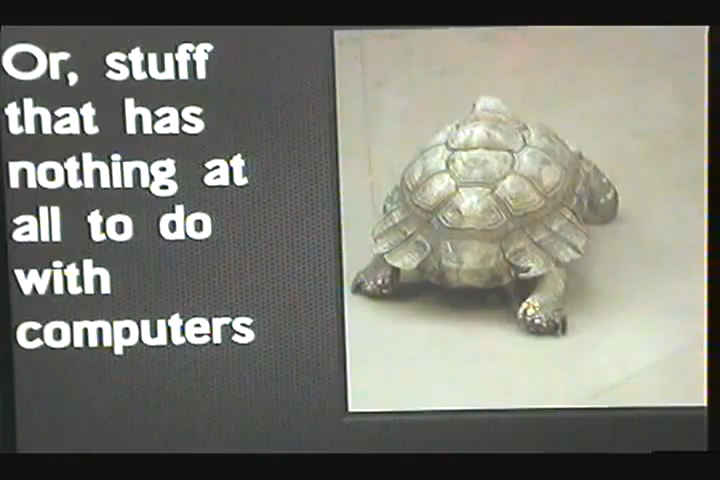 Or, stuff
that has
nothing at
all to do
with
computers